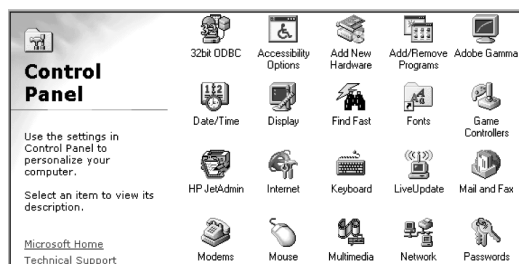 Control
Panel
Use the settings in
Control Panel to
personalize your
computer.
Select an item to view its
description.
Microsoft Home
Technical Support
32bit ODBC
Accessibility
Options
Add New
Hardware
Add/Remove
Programs
Adobe Gamma
Date/Time
Display
Find Fast
Fonts
Game
Controllers
HP JetAdmin
Internet
Keyboard
LiveUpdate
Mail and Fax
Modems
Mouse
Multimedia
Network
Passwords